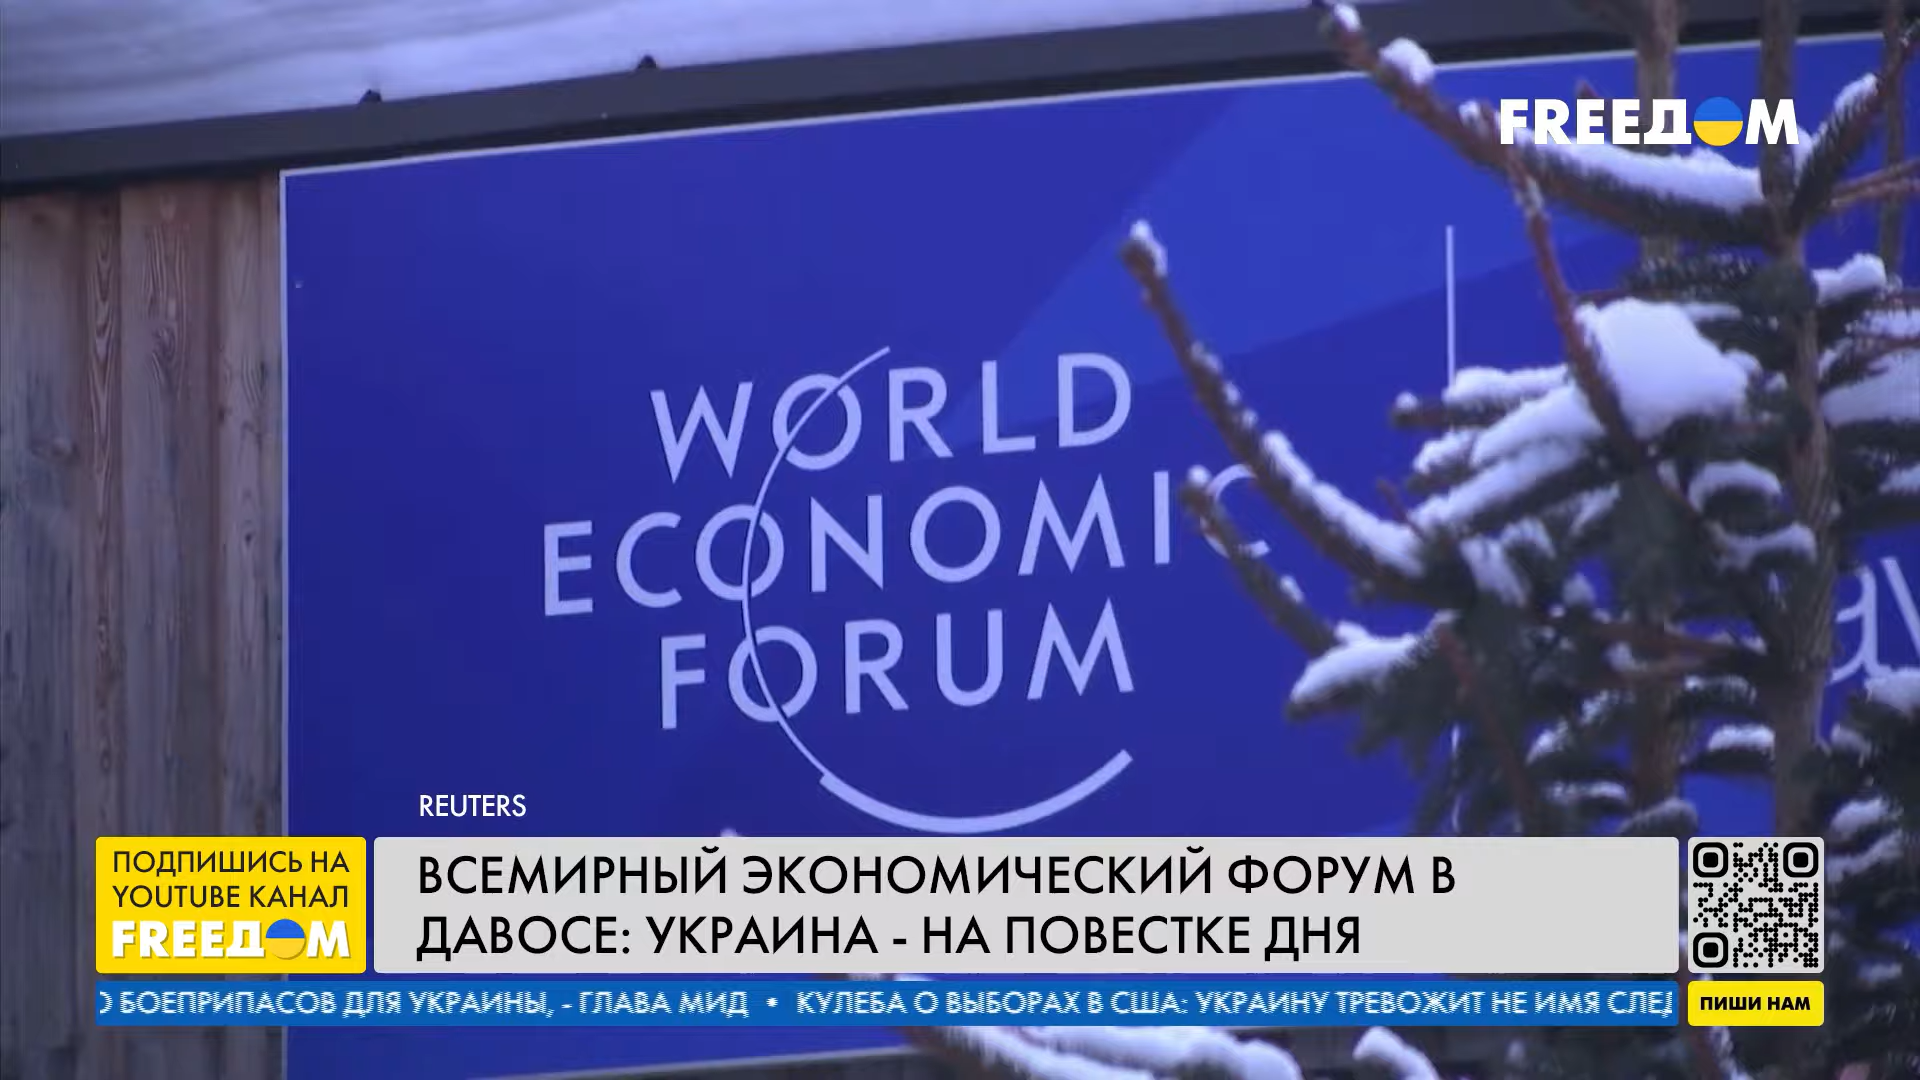 FREEДOM
WORLD
ECONOMIC
FORUM
REUTERS
ПОДПИШИСЬ НА
YOUTUBE КАНАЛ
FREEДOM
ВСЕМИРНЫЙ ЭКОНОМИЧЕСКИЙ ФОРУМ В
ДАВОСЕ: УКРАИНА - НА ПОВЕСТКЕ ДНЯ
БОЕПРИПАСОВ ДЛЯ УКРАИНЫ, - ГЛАВА МИД • КУЛЕБА О ВЫБОРАХ В США: УКРАИНУ ТРЕВОЖИТ НЕ ИМЯ СЛЕД
ПИШИ НАМ